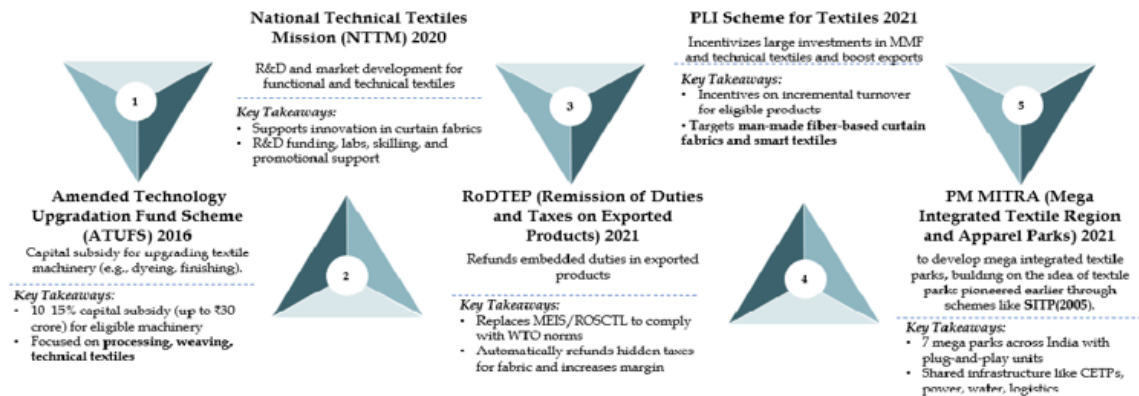 1
Amended Technology
Upgradation Fund Scheme
(ATUFS) 2016
Capital subsidy for upgrading textile
machinery (e.g., dyeing, finishing).
Key Takeaways:
• 10-15% capital subsidy (up to ₹30
crore) for eligible machinery
• Focused on processing, weaving,
technical textiles
National Technical Textiles
Mission (NTTM) 2020
R&D and market development for
functional and technical textiles
Key Takeaways:
• Supports innovation in curtain fabrics
• R&D funding, labs, skilling, and
promotional support
2
3
RoDTEP (Remission of Duties
and Taxes on Exported
Products) 2021
Refunds embedded duties in exported
products
Key Takeaways:
• Replaces MEIS/ROSCTL to comply
with WTO norms
• Automatically refunds hidden taxes
for fabric and increases margin
PLI Scheme for Textiles 2021
Incentivizes large investments in MMF
and technical textiles and boost exports
Key Takeaways:
• Incentives on incremental turnover
for eligible products
• Targets man-made fiber-based curtain
fabrics and smart textiles
4
5
PM MITRA (Mega
Integrated Textile Region
and Apparel Parks) 2021
to develop mega integrated textile
parks, building on the idea of textile
parks pioneered earlier through
schemes like SITP(2005).
Key Takeaways:
• 7 mega parks across India with
plug-and-play units
• Shared infrastructure like CETPs,
power, water, logistics